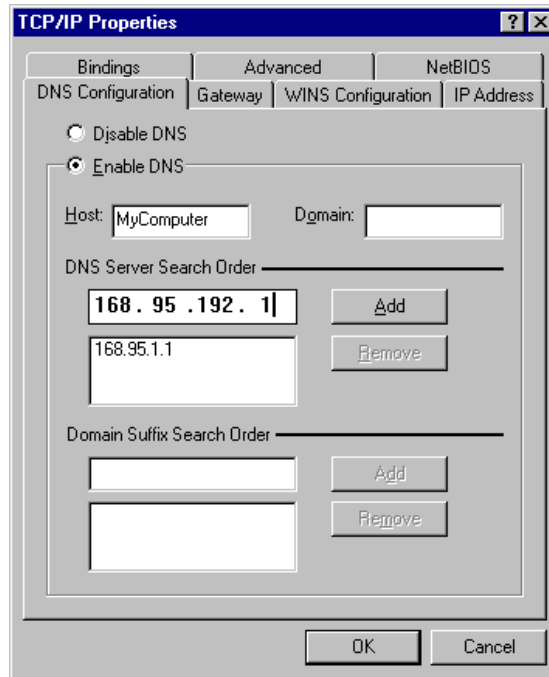 TCP/IP Properties ? ×
Bindings Advanced NetBIOS
DNS Configuration Gateway WINS Configuration IP Address
Disable DNS
Enable DNS
Host: MyComputer Domain:
DNS Server Search Order
168. 95 .192. 1 Add
168.95.1.1 Remove
Domain Suffix Search Order
Add
Remove
OK Cancel